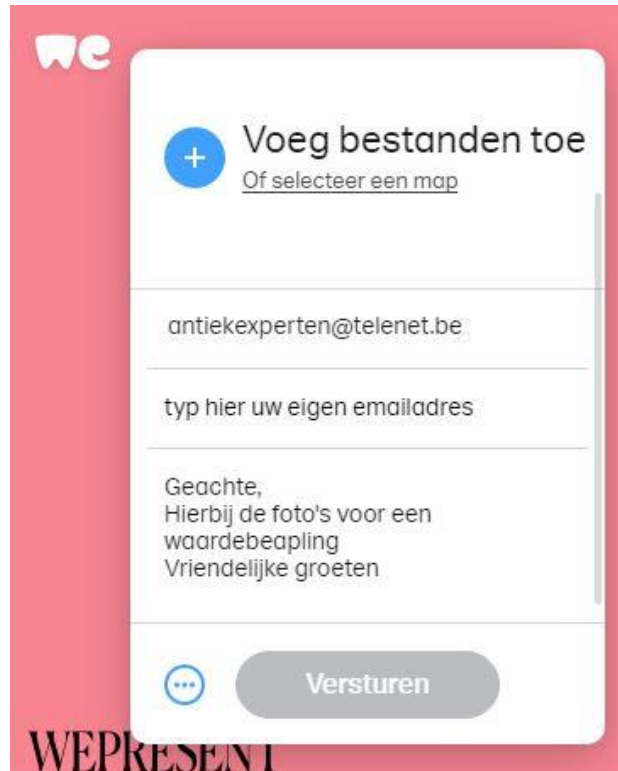 we
Voeg bestanden toe
Of selecteer een map
antiekexperten@telenet.be
typ hier uw eigen emailadres
Geachte,
Hierbij de foto's voor een
waardebeapling
Vriendelijke groeten
Versturen
WEPRESENT